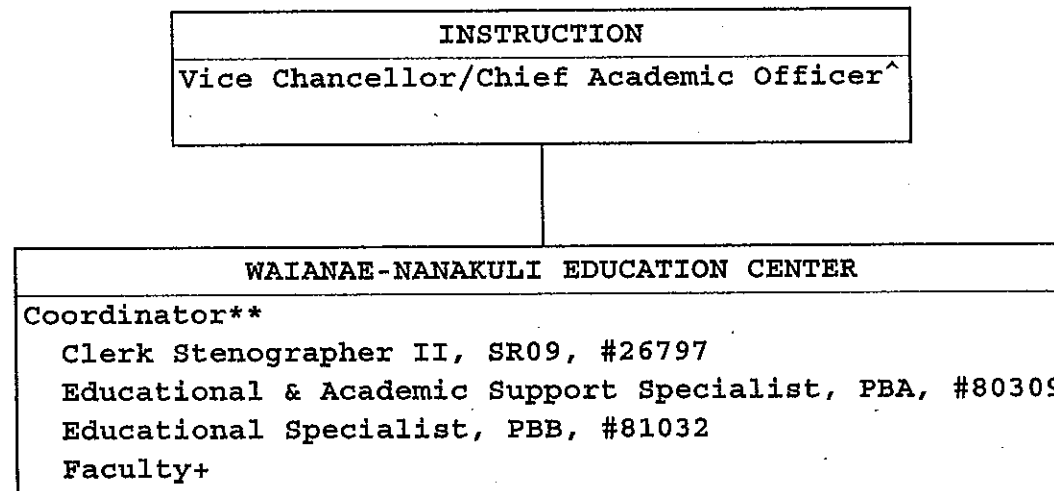 INSTRUCTION
Vice Chancellor/Chief Academic Officer^
WAIANAE-NANAKULI EDUCATION CENTER
Coordinator**
Clerk Stenographer II, SR09, #26797
Educational & Academic Support Specialist, PBA, #80309
Educational Specialist, PBB, #81032
Faculty+